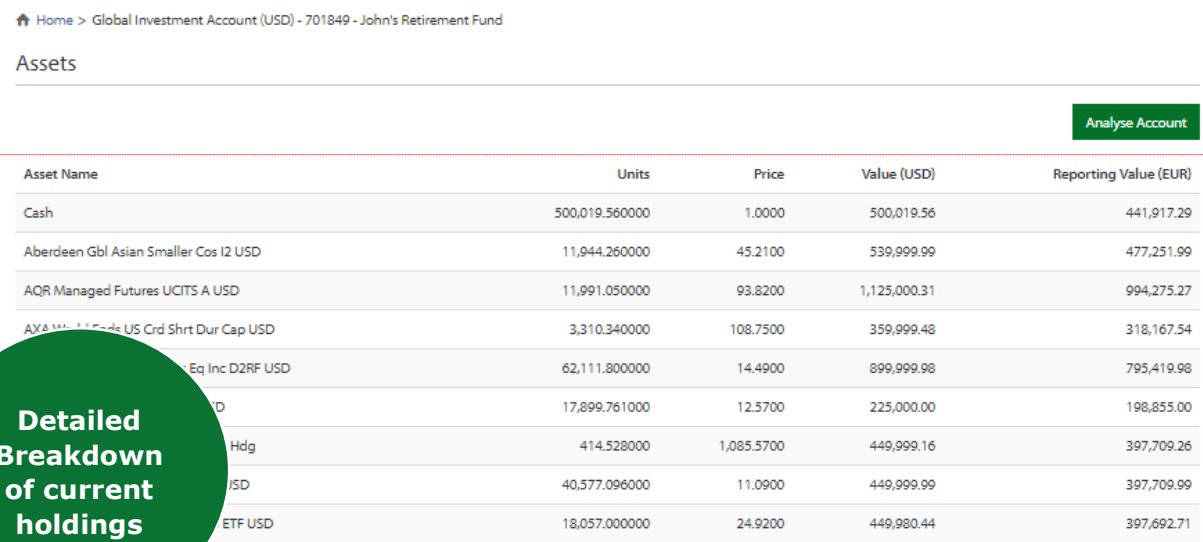 Home > Global Investment Account (USD) - 701849 - John's Retirement Fund
Assets
Analyse Account
Asset Name Units Price Value (USD) Reporting Value (EUR)
Cash 500,019.560000 1.0000 500,019.56 441,917.29
Aberdeen Gbl Asian Smaller Cos I2 USD 11,944.260000 45.2100 539,999.99 477,251.99
AQR Managed Futures UCITS A USD 11,991.050000 93.8200 1,125,000.31 994,275.27
AXA US Crd Shrt Dur Cap USD 3,310.340000 108.7500 359,999.48 318,167.54
Eq Inc D2RF USD 62,111.800000 14.4900 899,999.98 795,419.98
17,899.761000 12.5700 225,000.00 198,855.00
Hdg 414.528000 1,085.5700 449,999.16 397,709.26
40,577.096000 11.0900 449,999.99 397,709.99
ETF USD 18,057.000000 24.9200 449,980.44 397,692.71
Detailed
Breakdown
of current
holdings